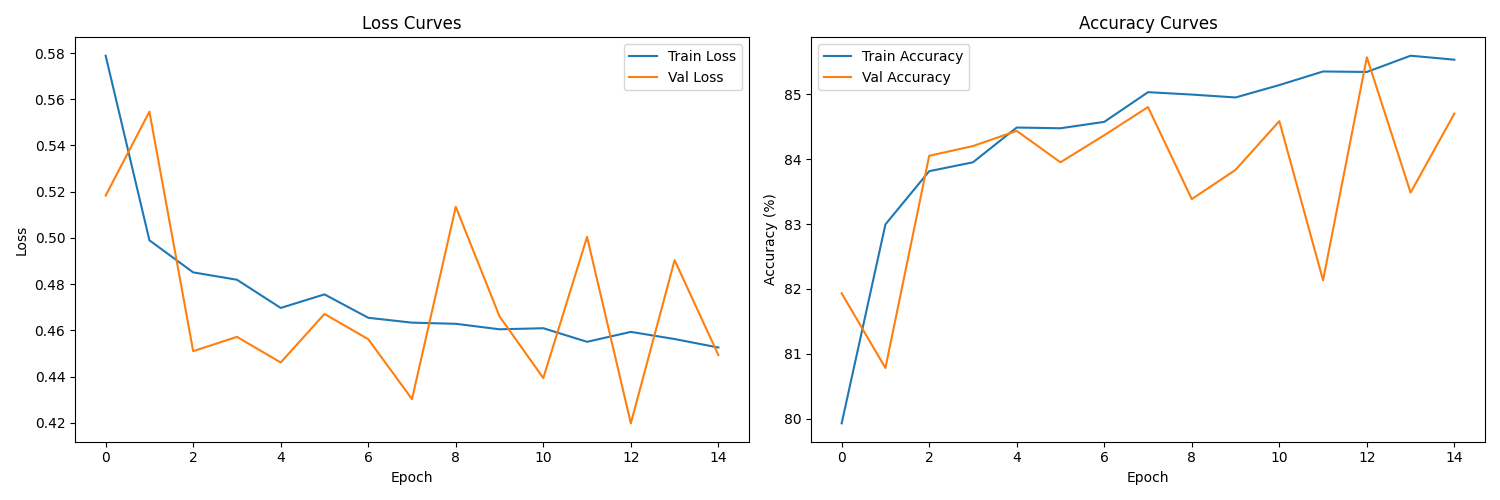 Loss Curves
0.58
0.56
0.54
0.52
0.50
0.48
0.46
0.44
0.42
Loss
Train Loss
Val Loss
0 2 4 6 8 10 12 14
Epoch
Accuracy Curves
85
84
83
82
81
80
Accuracy (%)
Train Accuracy
Val Accuracy
0 2 4 6 8 10 12 14
Epoch